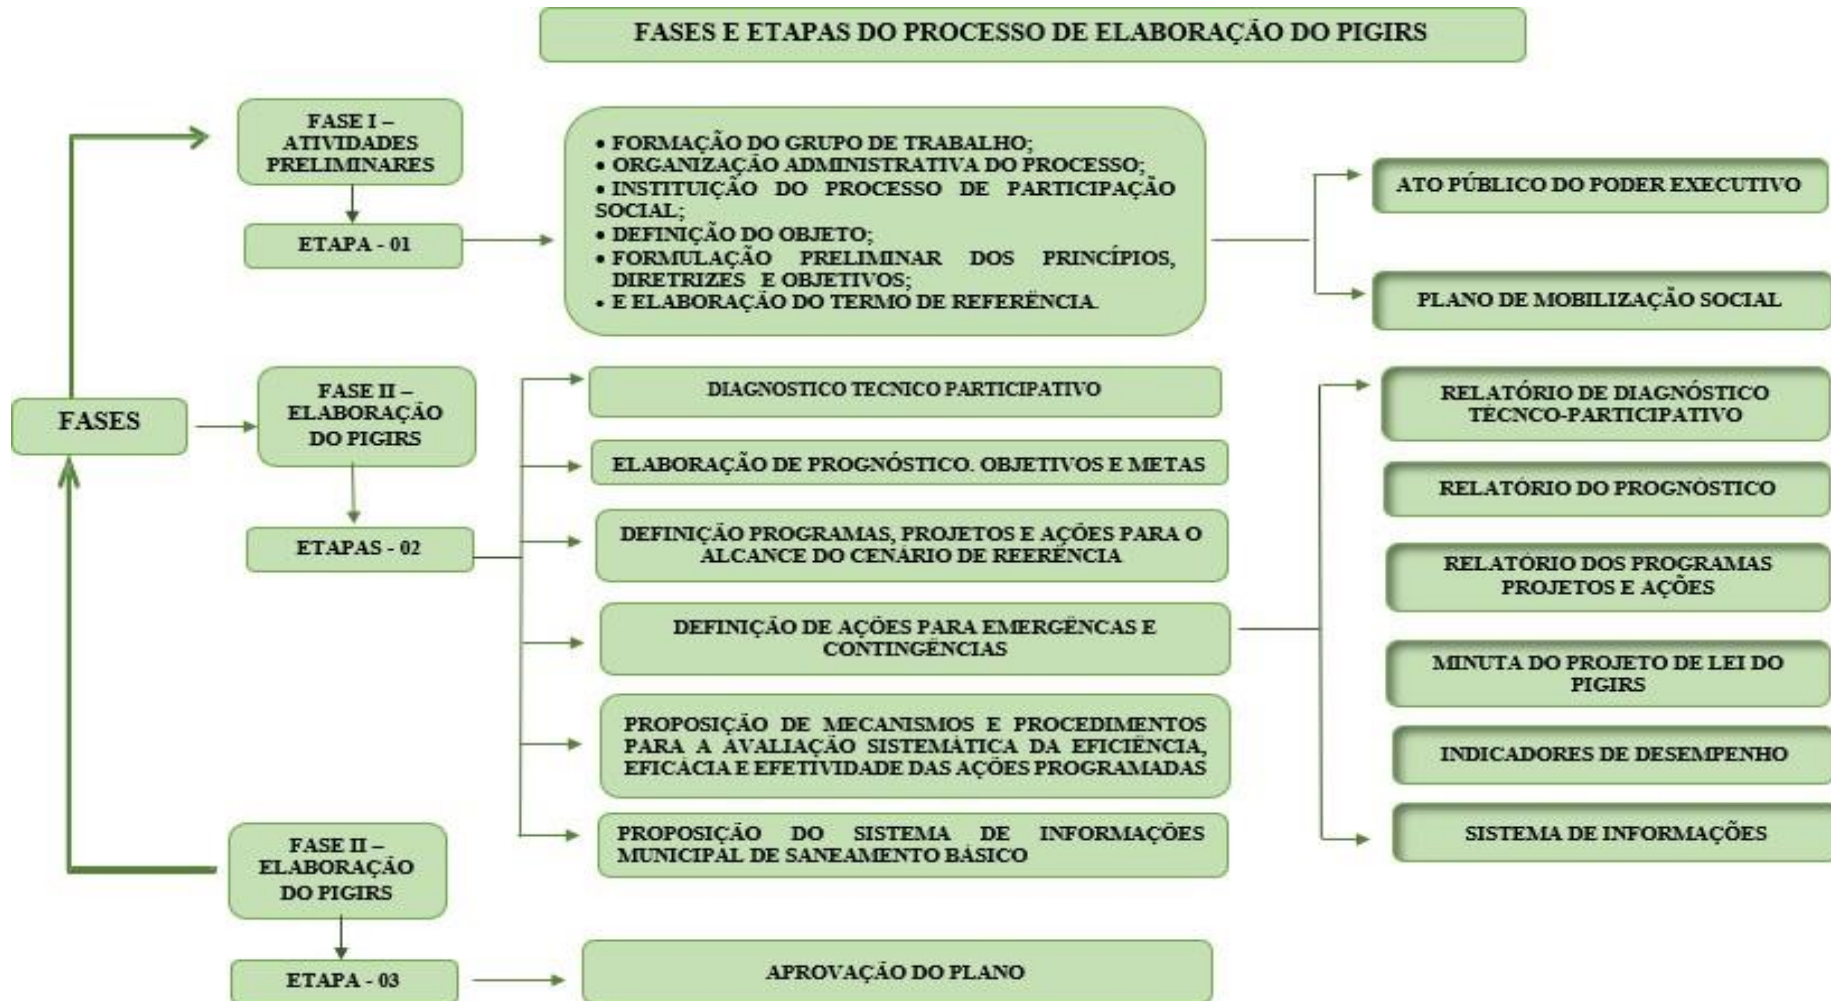 FASES E ETAPAS DO PROCESSO DE ELABORAÇÃO DO PIGIRS
FASE I –
ATIVIDADES
PRELIMINARES
ETAPA - 01
• FORMAÇÃO DO GRUPO DE TRABALHO;
• ORGANIZAÇÃO ADMINISTRATIVA DO PROCESSO;
• INSTITUIÇÃO DO PROCESSO DE PARTICIPAÇÃO
SOCIAL;
• DEFINIÇÃO DO OBJETO;
• FORMULAÇÃO PRELIMINAR DOS PRINCÍPIOS,
DIRETRIZES E OBJETIVOS;
• E ELABORAÇÃO DO TERMO DE REFERÊNCIA.
ATO PÚBLICO DO PODER EXECUTIVO
PLANO DE MOBILIZAÇÃO SOCIAL
FASES
FASE II –
ELABORAÇÃO
DO PIGIRS
ETAPAS - 02
DIAGNOSTICO TECNICO PARTICIPATIVO
ELABORAÇÃO DE PROGNÓSTICO. OBJETIVOS E METAS
DEFINIÇÃO PROGRAMAS, PROJETOS E AÇÕES PARA O
ALCANCE DO CENÁRIO DE REERÊNCIA
DEFINIÇÃO DE AÇÕES PARA EMERGÊNCAS E
CONTINGÊNCIAS
PROPOSIÇÃO DE MECANISMOS E PROCEDIMENTOS
PARA A AVALIAÇÃO SISTEMÁTICA DA EFICIÊNCIA,
EFICÁCIA E EFETIVIDADE DAS AÇÕES PROGRAMADAS
PROPOSIÇÃO DO SISTEMA DE INFORMAÇÕES
MUNICIPAL DE SANEAMENTO BÁSICO
RELATÓRIO DE DIAGNÓSTICO
TÉCNCO-PARTICIPATIVO
RELATÓRIO DO PROGNÓSTICO
RELATÓRIO DOS PROGRAMAS
PROJETOS E AÇÕES
MINUTA DO PROJETO DE LEI DO
PIGIRS
INDICADORES DE DESEMPENHO
SISTEMA DE INFORMAÇÕES
FASE II –
ELABORAÇÃO
DO PIGIRS
ETAPA - 03
APROVAÇÃO DO PLANO